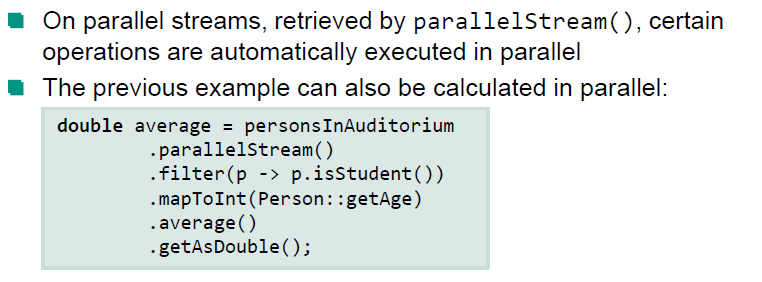 On parallel streams, retrieved by parallelStream(), certain
operations are automatically executed in parallel
The previous example can also be calculated in parallel:
double average = personsInAuditorium
.parallelStream()
.filter(p -> p.isStudent())
.mapToInt(Person::getAge)
.average()
.getAsDouble();